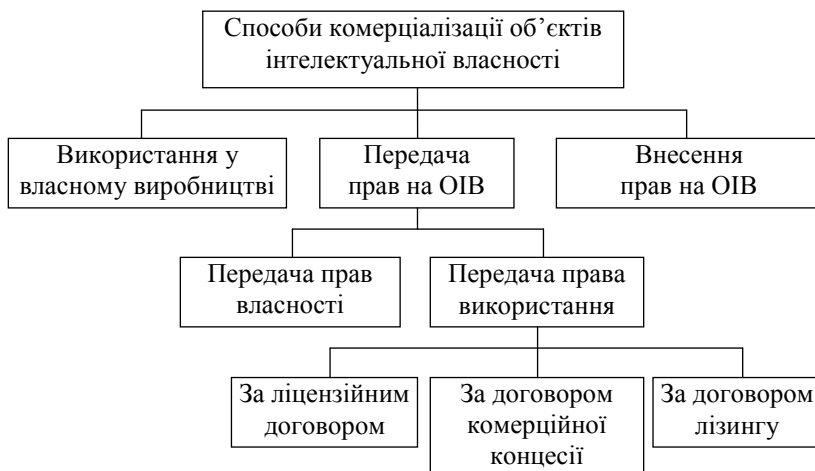 Способи комерціалізації об’єктів
інтелектуальної власності
Використання у
власному виробництві
Передача
прав на ОІВ
Внесення
прав на ОІВ
Передача прав
власності
Передача права
використання
За ліцензійним
договором
За договором
комерційної
концесії
За договором
лізингу